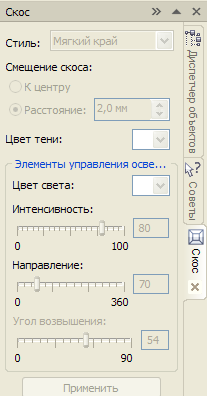 Скос
Стиль: Мягкий край
Смещение скоса:
К центру
Расстояние: 2,0 мм
Цвет тени:
Элементы управления осве...
Цвет света:
Интенсивность:
80
0 100
Направление:
70
0 360
Угол возвышения:
54
0 90
Применить
Диспетчер объектов
Советы
Скос